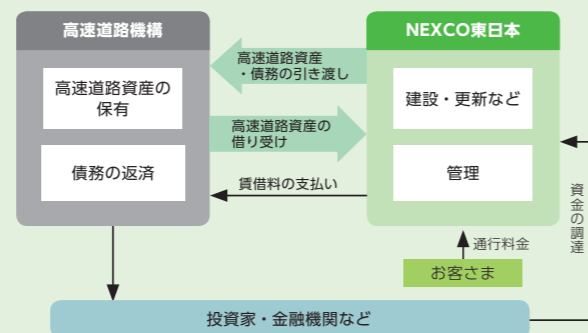 高速道路機構
高速道路資産の
保有
債務の返済
高速道路資産
・債務の引き渡し
高速道路資産の
借り受け
賃借料の支払い
NEXCO東日本
建設・更新など
管理
通行料金
お客さま
資金の調達
投資家・金融機関など